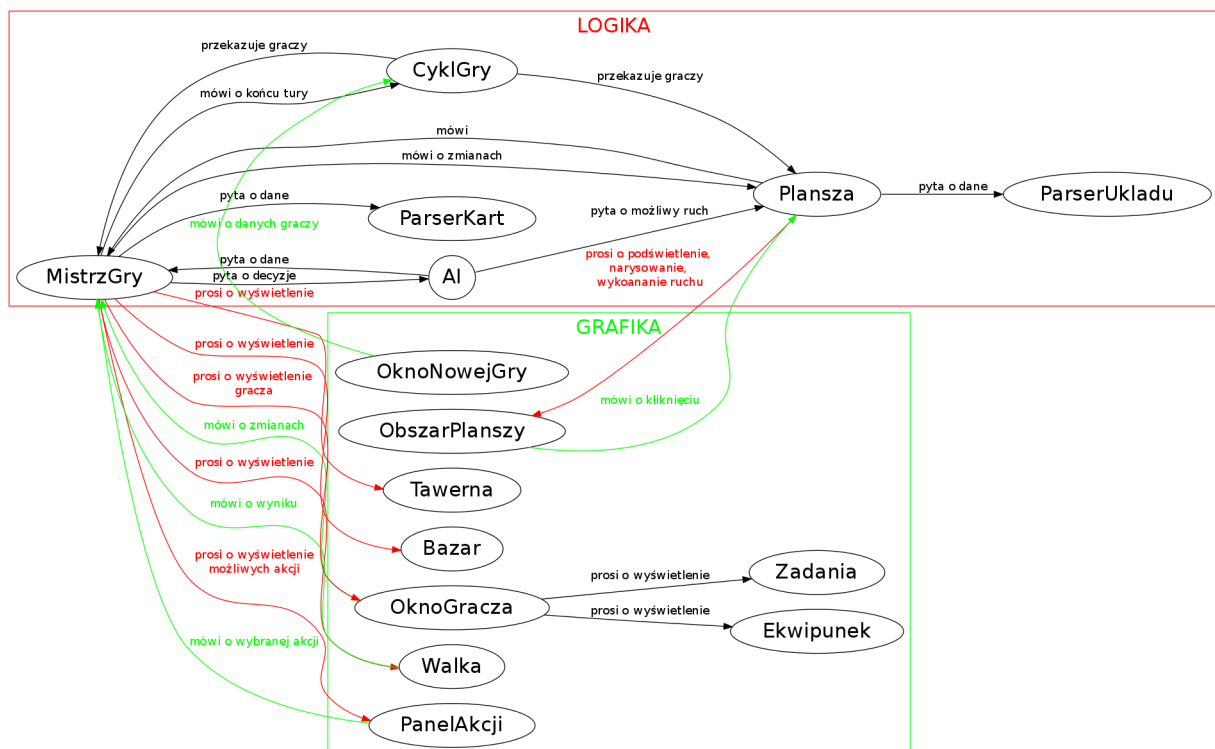 LOGIKA
przekazuje graczy
CyklGry
przekazuje graczy
mówi o końcu tury
mówi
mówi o zmianach
Plansza
pyta o dane
ParserUkladu
pyta o dane
ParserKart
pyta o możliwy ruch
mówi o danych graczy
MistrzGry
pyta o dane
pyta o decyzje
AI
prosi o podświetlenie,
narysowanie,
wykoananie ruchu
prosi o wyświetlenie
GRAFIKA
prosi o wyświetlenie
OknoNowejGry
prosi o wyświetlenie
gracza
mówi o kliknięciu
ObszarPlanszy
mówi o zmianach
prosi o wyświetlenie
Tawerna
mówi o wyniku
Bazar
prosi o wyświetlenie
możliwych akcji
prosi o wyświetlenie
Zadania
OknoGracza
prosi o wyświetlenie
Ekwipunek
mówi o wybranej akcji
Walka
PanelAkcji